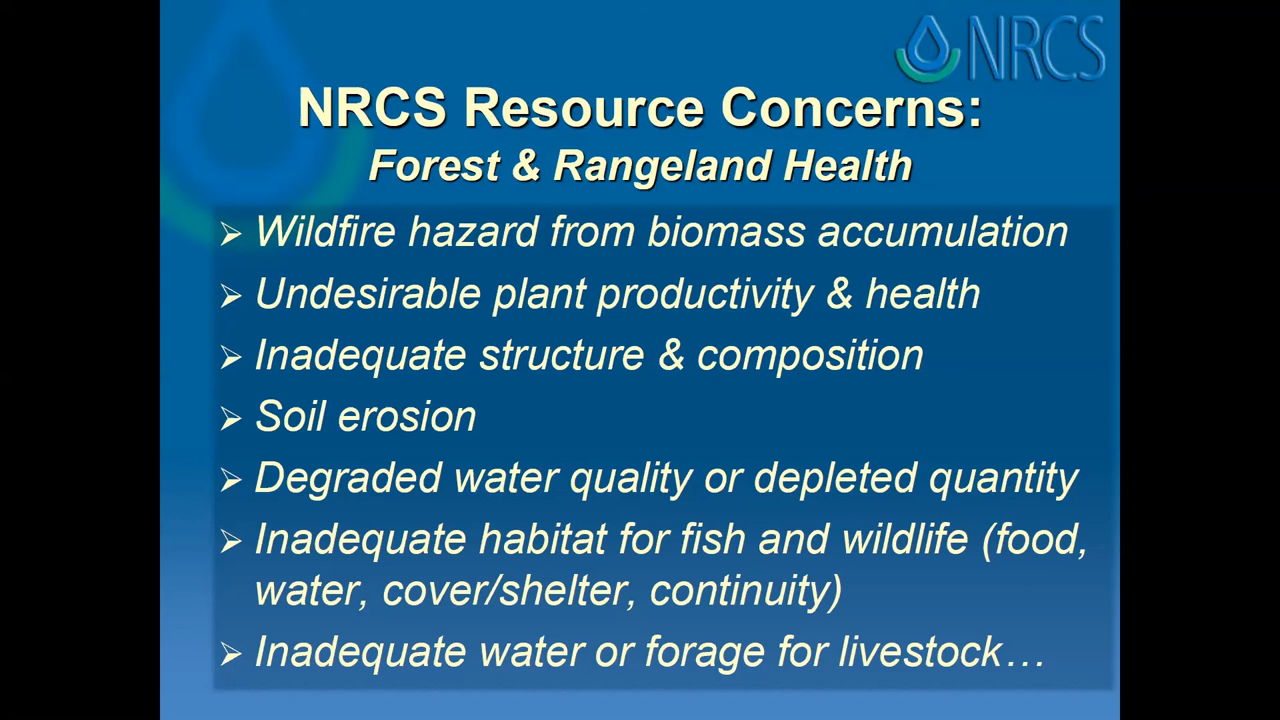 NRCS
NRCS Resource Concerns:
Forest & Rangeland Health
➢ Wildfire hazard from biomass accumulation
➢ Undesirable plant productivity & health
➢ Inadequate structure & composition
➢ Soil erosion
➢ Degraded water quality or depleted quantity
➢ Inadequate habitat for fish and wildlife (food,
water, cover/shelter, continuity)
➢ Inadequate water or forage for livestock…